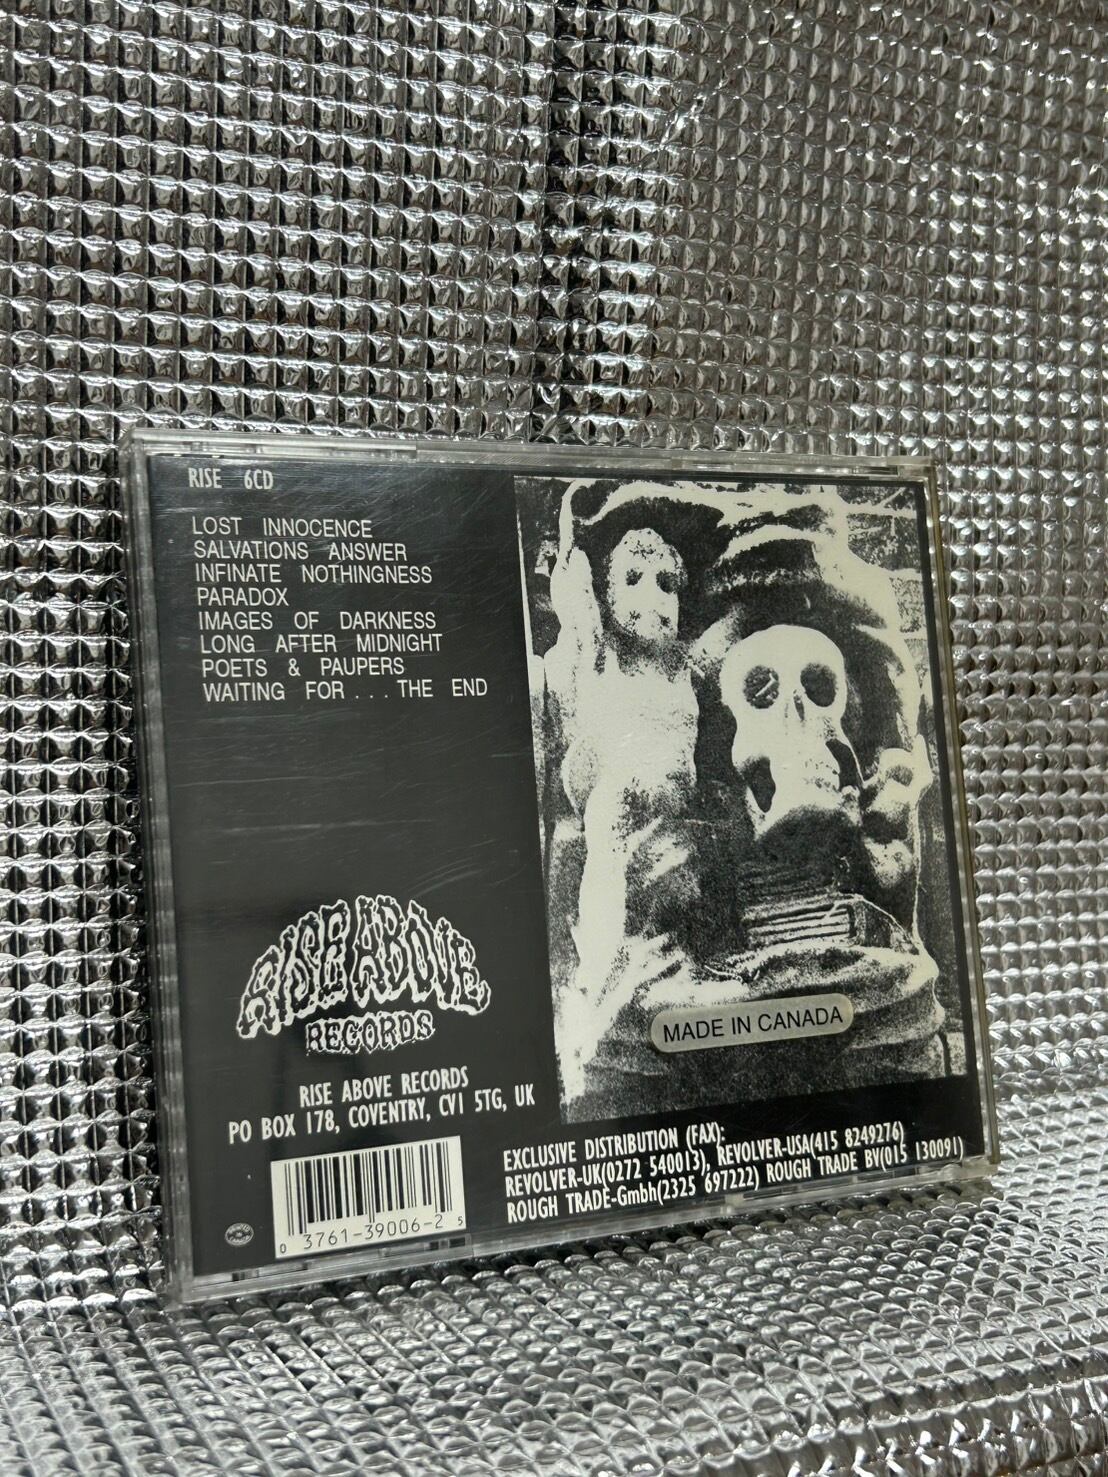 RISE 6CD
LOST INNOCENCE
SALVATIONS ANSWER
INFINATE NOTHINGNESS
PARADOX
IMAGES OF DARKNESS
LONG AFTER MIDNIGHT
POETS & PAUPERS
WAITING FOR . . . THE END
RISE ABOVE
RECORDS
RISE ABOVE RECORDS
PO BOX 178, COVENTRY, CV1 5TG, UK
0 3761-39006-2 5
MADE IN CANADA
EXCLUSIVE DISTRIBUTION (FAX):
REVOLVER-UK(0272 540013), REVOLVER-USA(415 8249276)
ROUGH TRADE-Gmbh(2325 697222) ROUGH TRADE BV(015 130091)